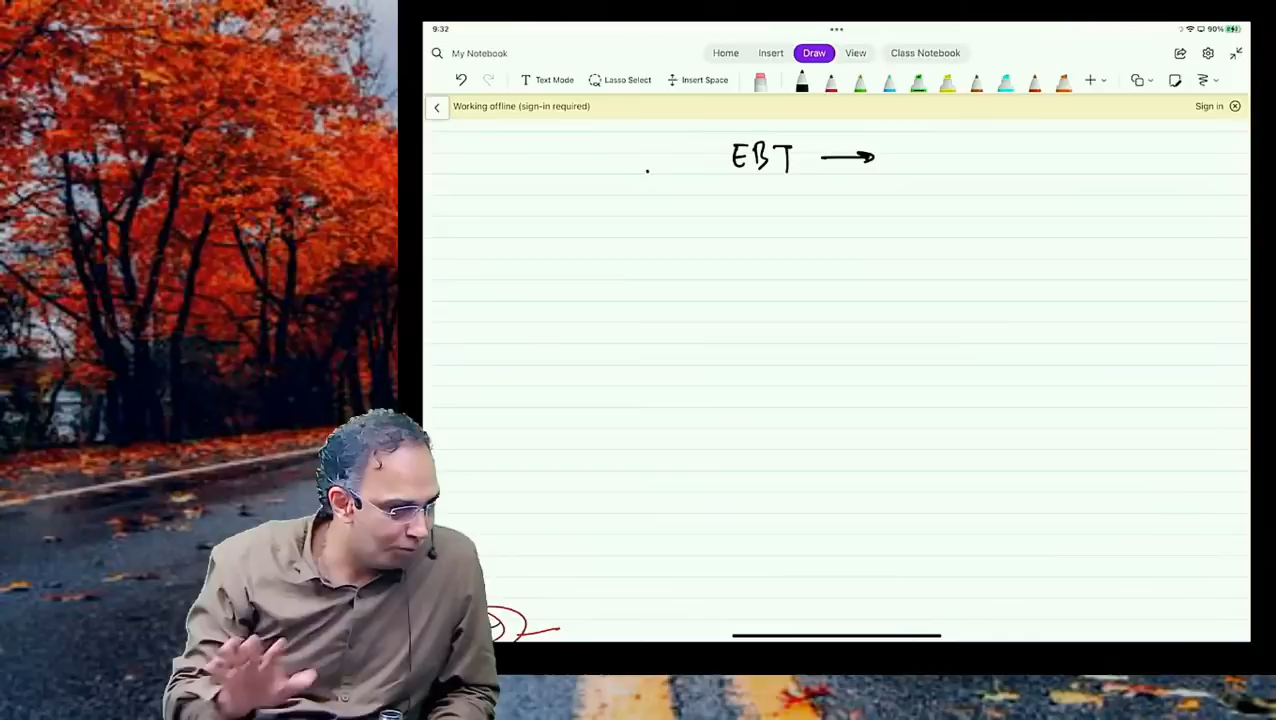 9:32
90%
My Notebook
Home Insert Draw View Class Notebook
Text Mode Lasso Select Insert Space
Working offline (sign-in required)
Sign in
EBT →